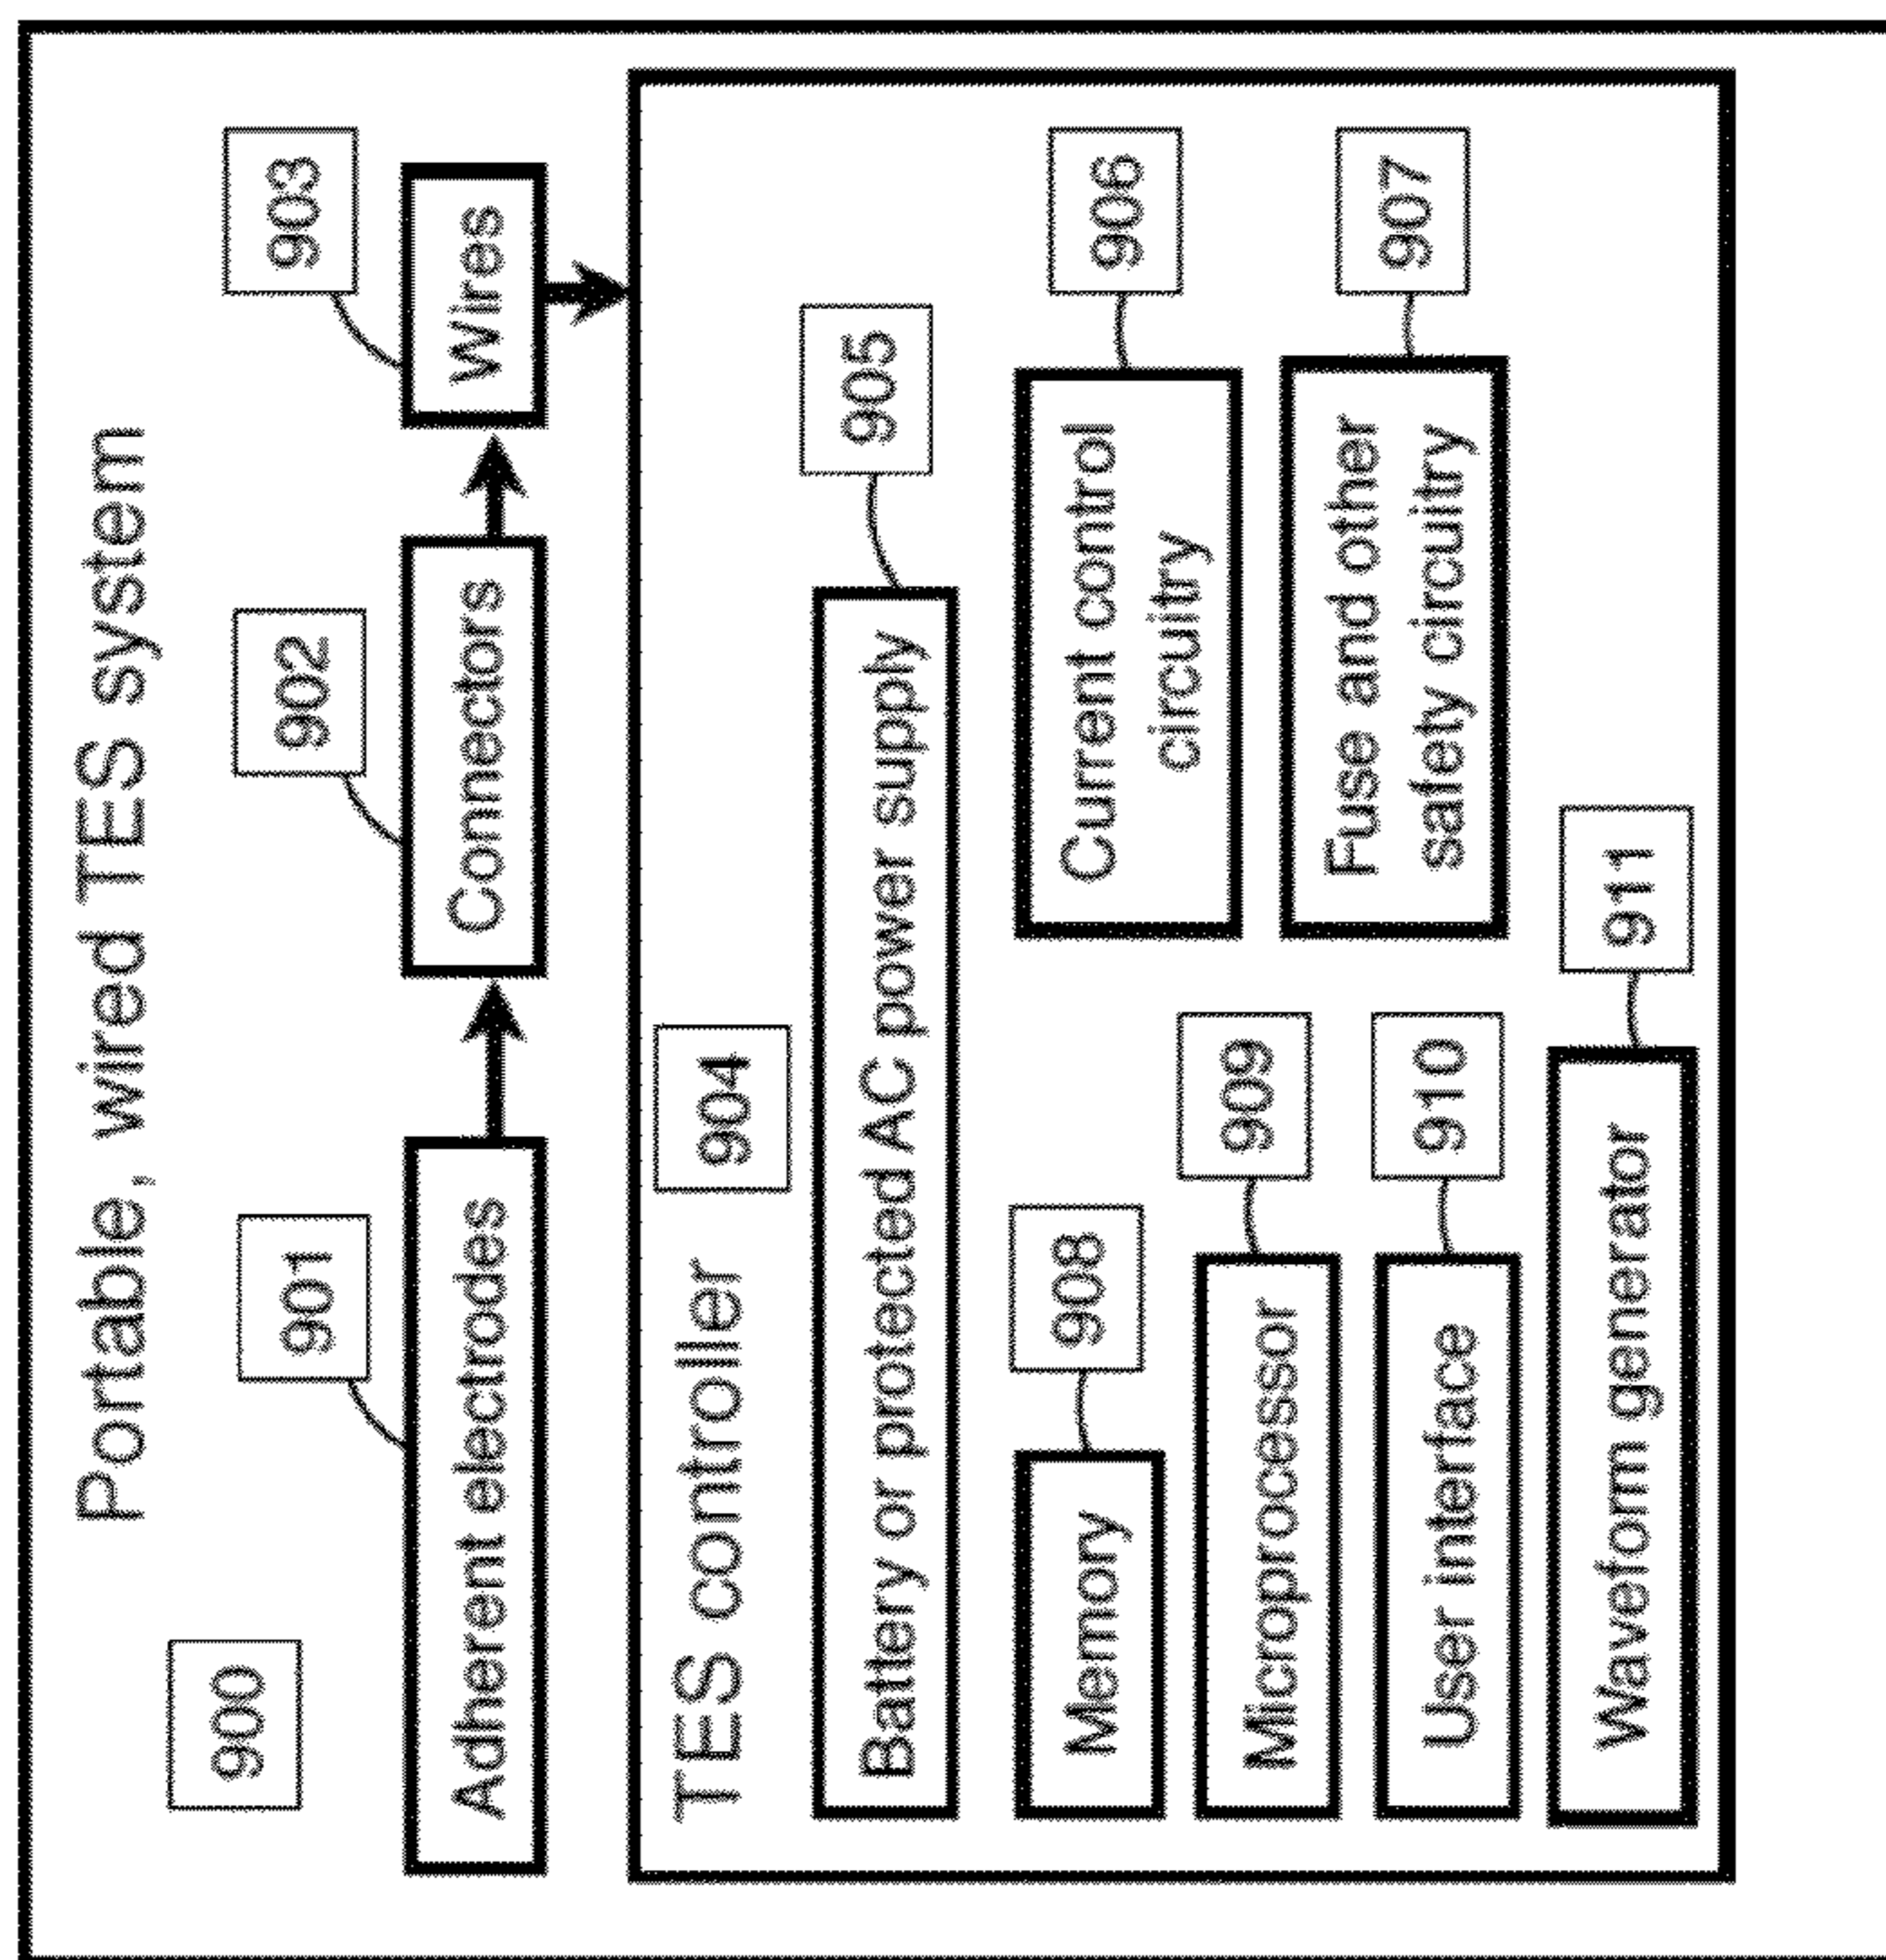 Portable, wired TES system
900
901
902
903
Adherent electrodes
Connectors
Wires
TES controller
904
905
Battery or protected AC power supply
908
Memory
906
Current control
circuitry
909
Microprocessor
907
Fuse and other
safety circuitry
910
User interface
911
Waveform generator